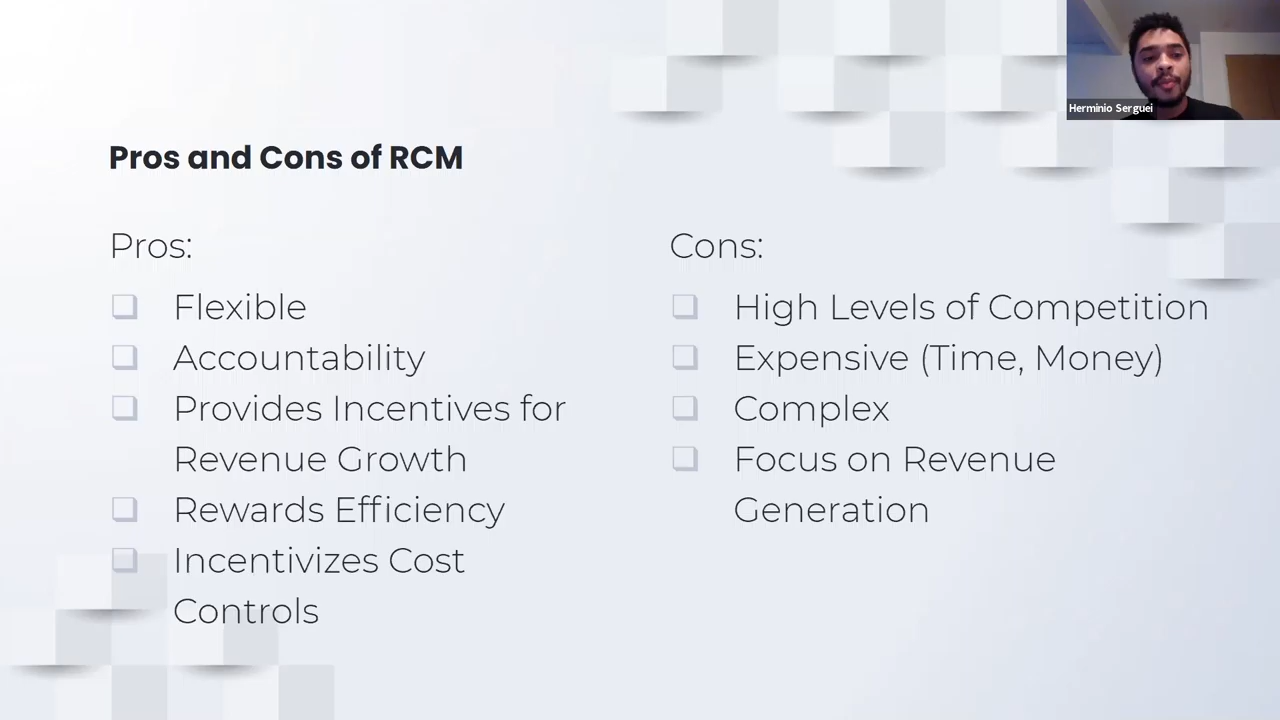 Herminio Serguei
Pros and Cons of RCM
Pros:
Flexible
Accountability
Provides Incentives for
Revenue Growth
Rewards Efficiency
Incentivizes Cost
Controls
Cons:
High Levels of Competition
Expensive (Time, Money)
Complex
Focus on Revenue
Generation